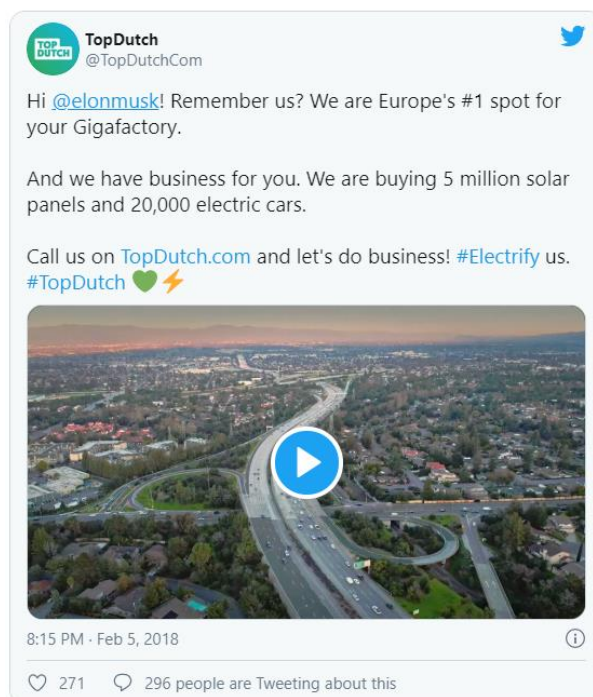 TOP
DUTCH
TopDutch
@TopDutchCom
Hi @elonmusk! Remember us? We are Europe's #1 spot for
your Gigafactory.
And we have business for you. We are buying 5 million solar
panels and 20,000 electric cars.
Call us on TopDutch.com and let's do business! #Electrify us.
#TopDutch 💚⚡
8:15 PM · Feb 5, 2018
271 296 people are Tweeting about this